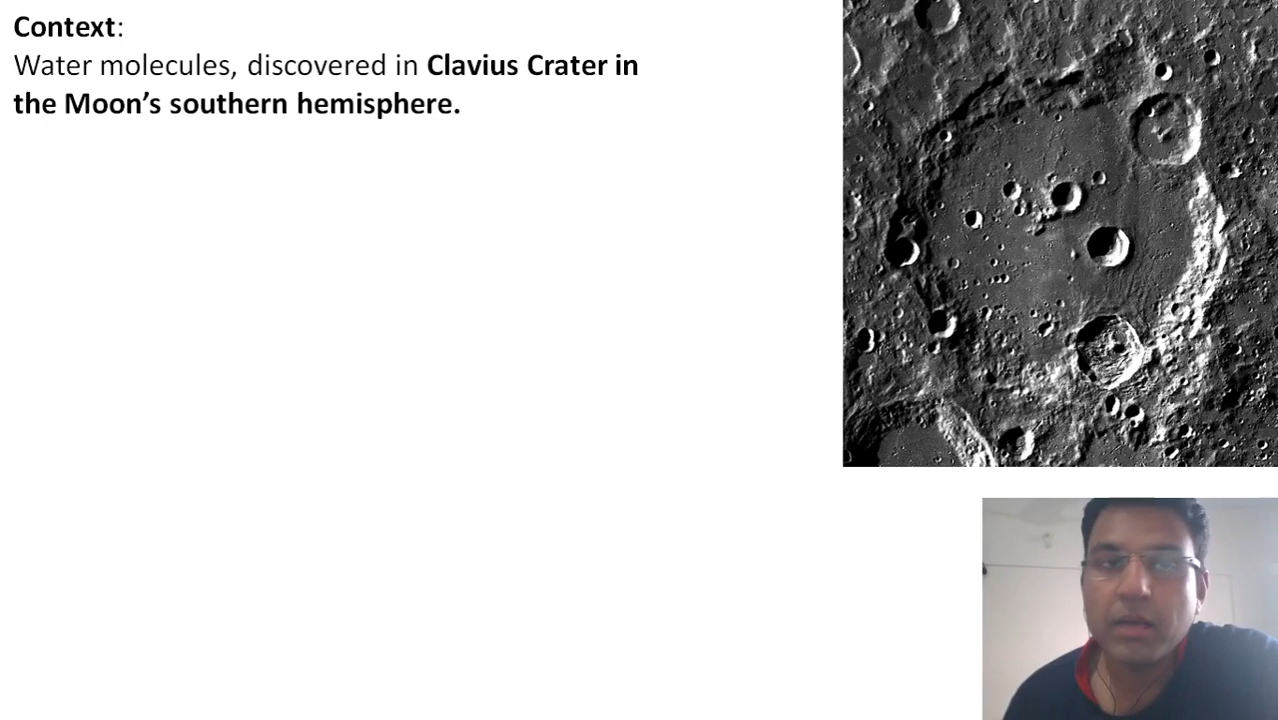 Context:
Water molecules, discovered in Clavius Crater in
the Moon’s southern hemisphere.